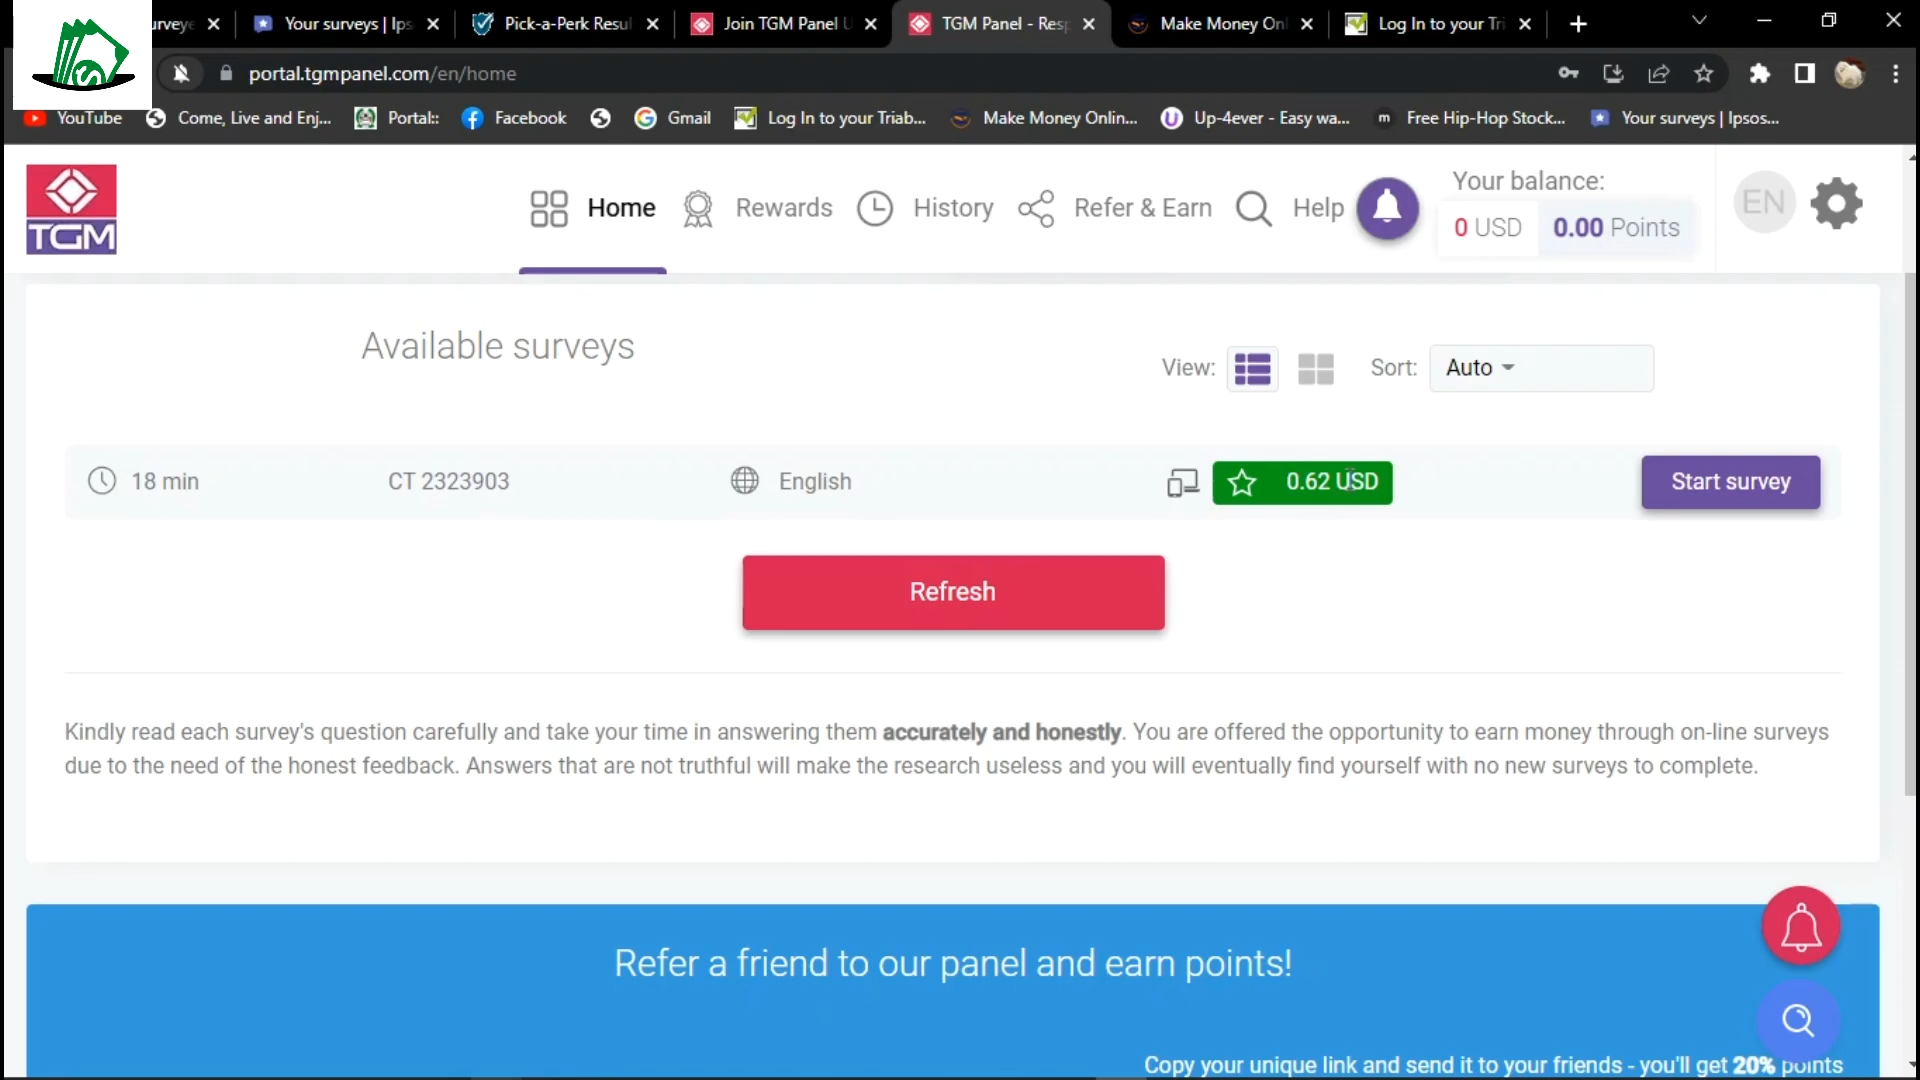 urveye
Your surveys | Ips
Pick-a-Perk Resul
Join TGM Panel U
TGM Panel - Resp
Make Money Onl
Log In to your Tri
portal.tgmpanel.com/en/home
YouTube
Come, Live and Enj...
Portal::
Facebook
Gmail
Log In to your Triab...
Make Money Onlin...
Up-4ever - Easy wa...
m
Free Hip-Hop Stock...
Your surveys | Ipsos...
TGM
Home
Rewards
History
Refer & Earn
Help
Your balance:
0 USD
0.00 Points
EN
Available surveys
View:
Sort:
Auto
18 min
CT 2323903
English
0.62 USD
Start survey
Refresh
Kindly read each survey's question carefully and take your time in answering them accurately and honestly. You are offered the opportunity to earn money through on-line surveys
due to the need of the honest feedback. Answers that are not truthful will make the research useless and you will eventually find yourself with no new surveys to complete.
Refer a friend to our panel and earn points!
Copy your unique link and send it to your friends - you'll get 20% points